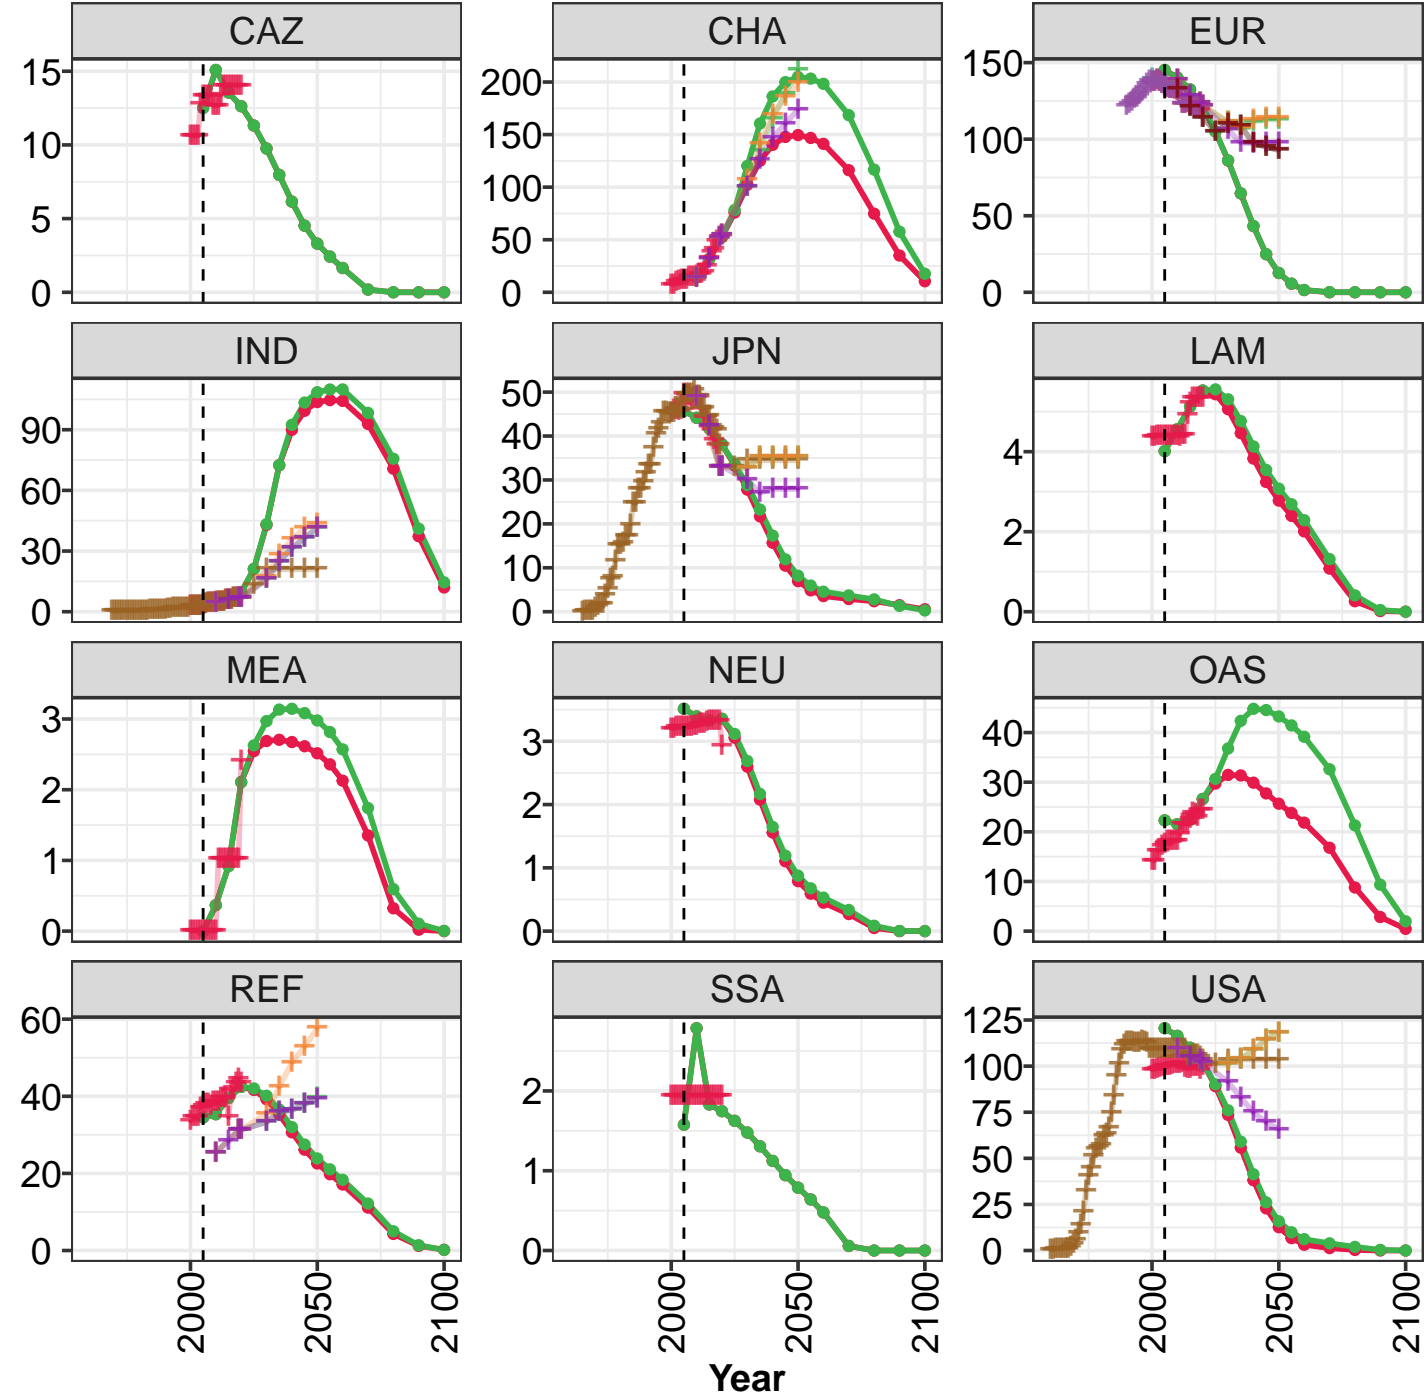 CAZ CHA EUR
15 200 150
10 150 100
5 100 50
0 50 0
0
IND JPN LAM
90 50 4
60 40 2
30 30 0
0 20
10
0
MEA NEU OAS
3 3 40
2 2 30
1 1 20
0 0 10
0
REF SSA USA
60 2 125
40 1 100
20 0 75
0 50
25
0
2000 2050 2100 2000 2050 2100 2000 2050 2100
Year